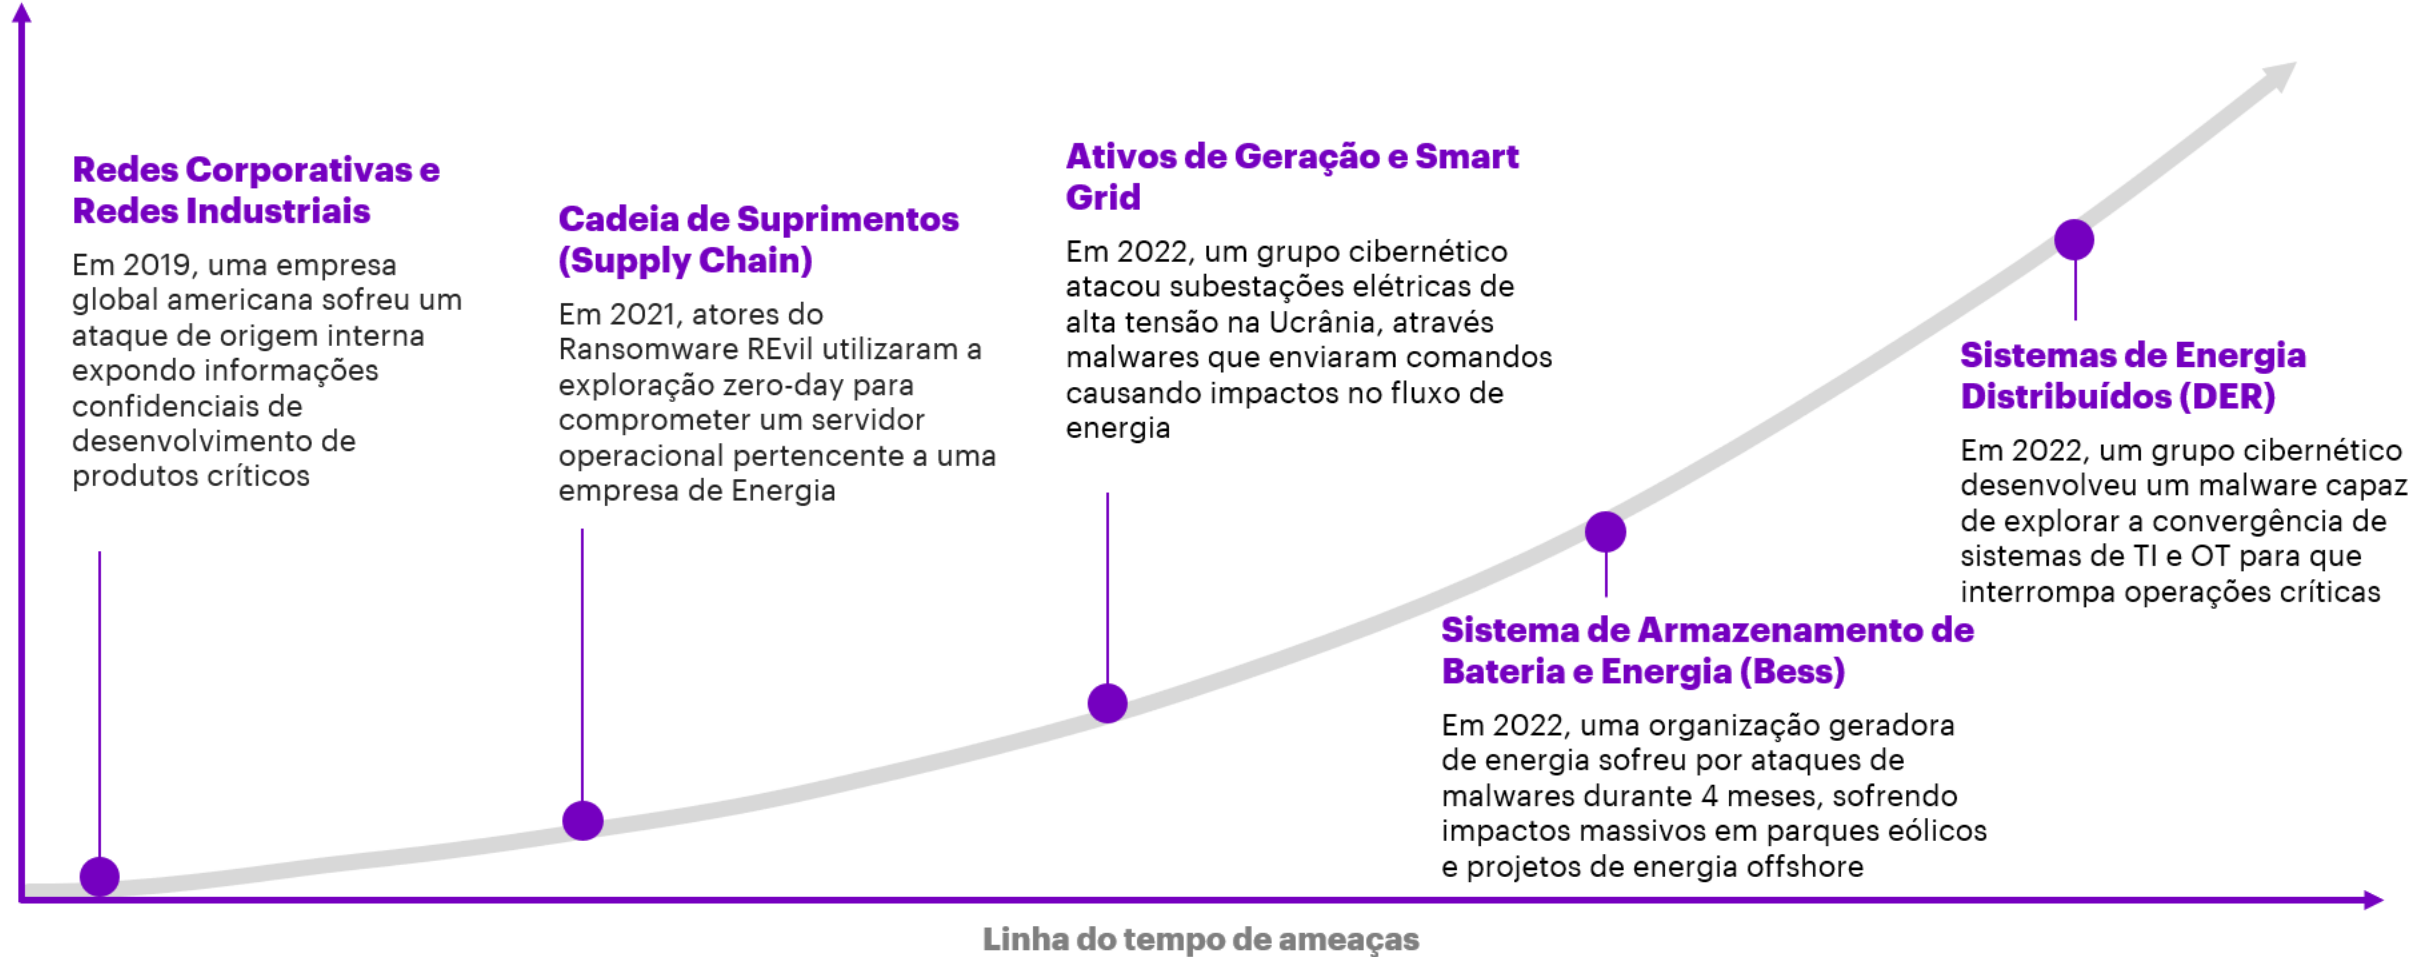 Redes Corporativas e
Redes Industriais
Em 2019, uma empresa
global americana sofreu um
ataque de origem interna
expondo informações
confidenciais de
desenvolvimento de
produtos críticos
Cadeia de Suprimentos
(Supply Chain)
Em 2021, atores do
Ransomware REvil utilizaram a
exploração zero-day para
comprometer um servidor
operacional pertencente a uma
empresa de Energia
Ativos de Geração e Smart
Grid
Em 2022, um grupo cibernético
atacou subestações elétricas de
alta tensão na Ucrânia, através
malwares que enviaram comandos
causando impactos no fluxo de
energia
Sistema de Armazenamento de
Bateria e Energia (Bess)
Em 2022, uma organização geradora
de energia sofreu por ataques de
malwares durante 4 meses, sofrendo
impactos massivos em parques eólicos
e projetos de energia offshore
Sistemas de Energia
Distribuídos (DER)
Em 2022, um grupo cibernético
desenvolveu um malware capaz
de explorar a convergência de
sistemas de TI e OT para que
interrompa operações críticas
Linha do tempo de ameaças